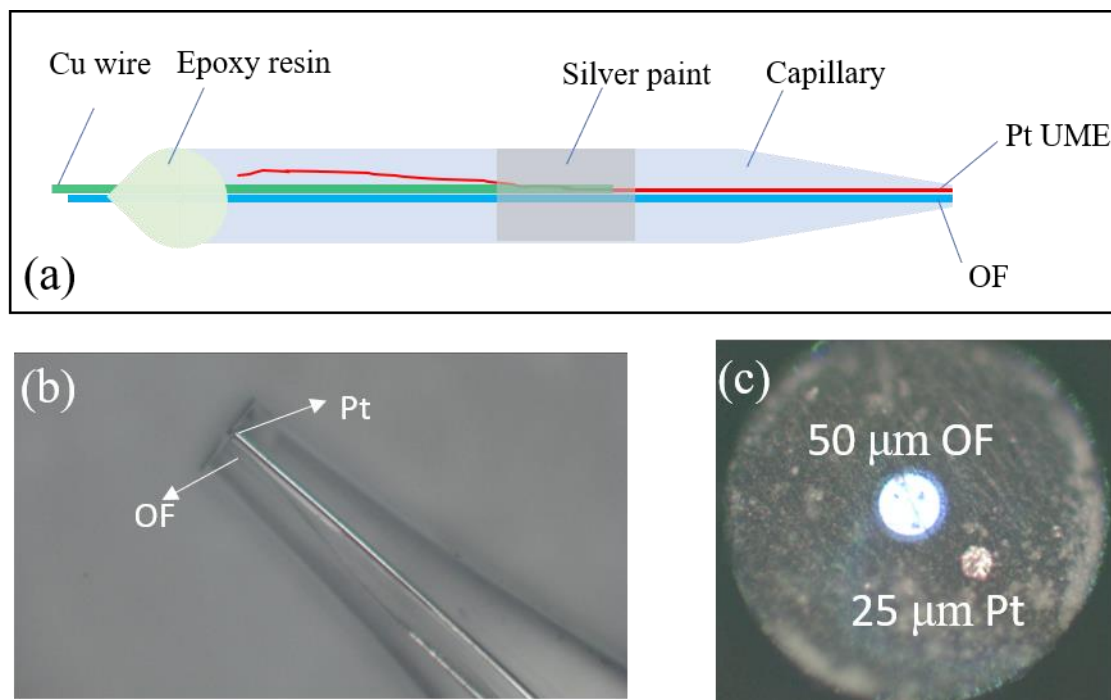 Cu wire
Epoxy resin
Silver paint
Capillary
Pt UME
OF
(a)
(b)
Pt
OF
(c)
50 μm OF
25 μm Pt